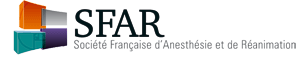 SFAR
Société Française d'Anesthésie et de Réanimation